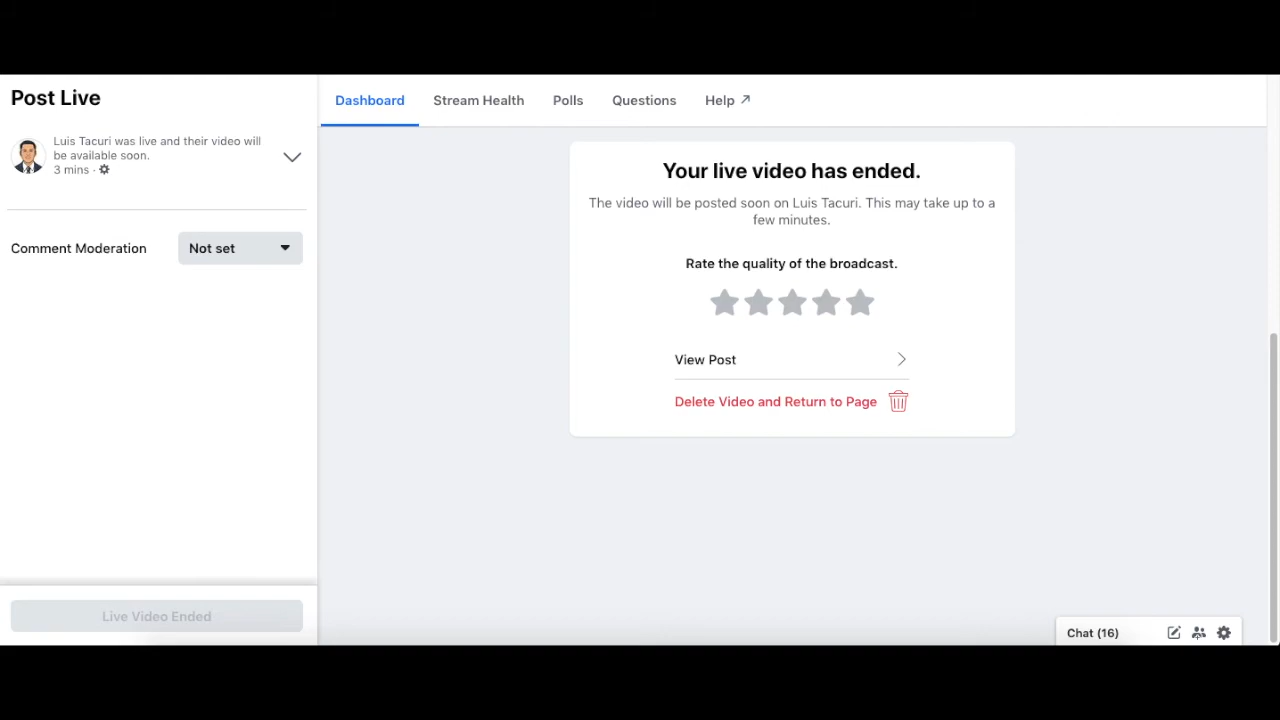 Post Live
Luis Tacuri was live and their video will
be available soon.
3 mins ·
Comment Moderation
Not set
Live Video Ended
Dashboard
Stream Health
Polls
Questions
Help
Your live video has ended.
The video will be posted soon on Luis Tacuri. This may take up to a
few minutes.
Rate the quality of the broadcast.
View Post
Delete Video and Return to Page
Chat (16)